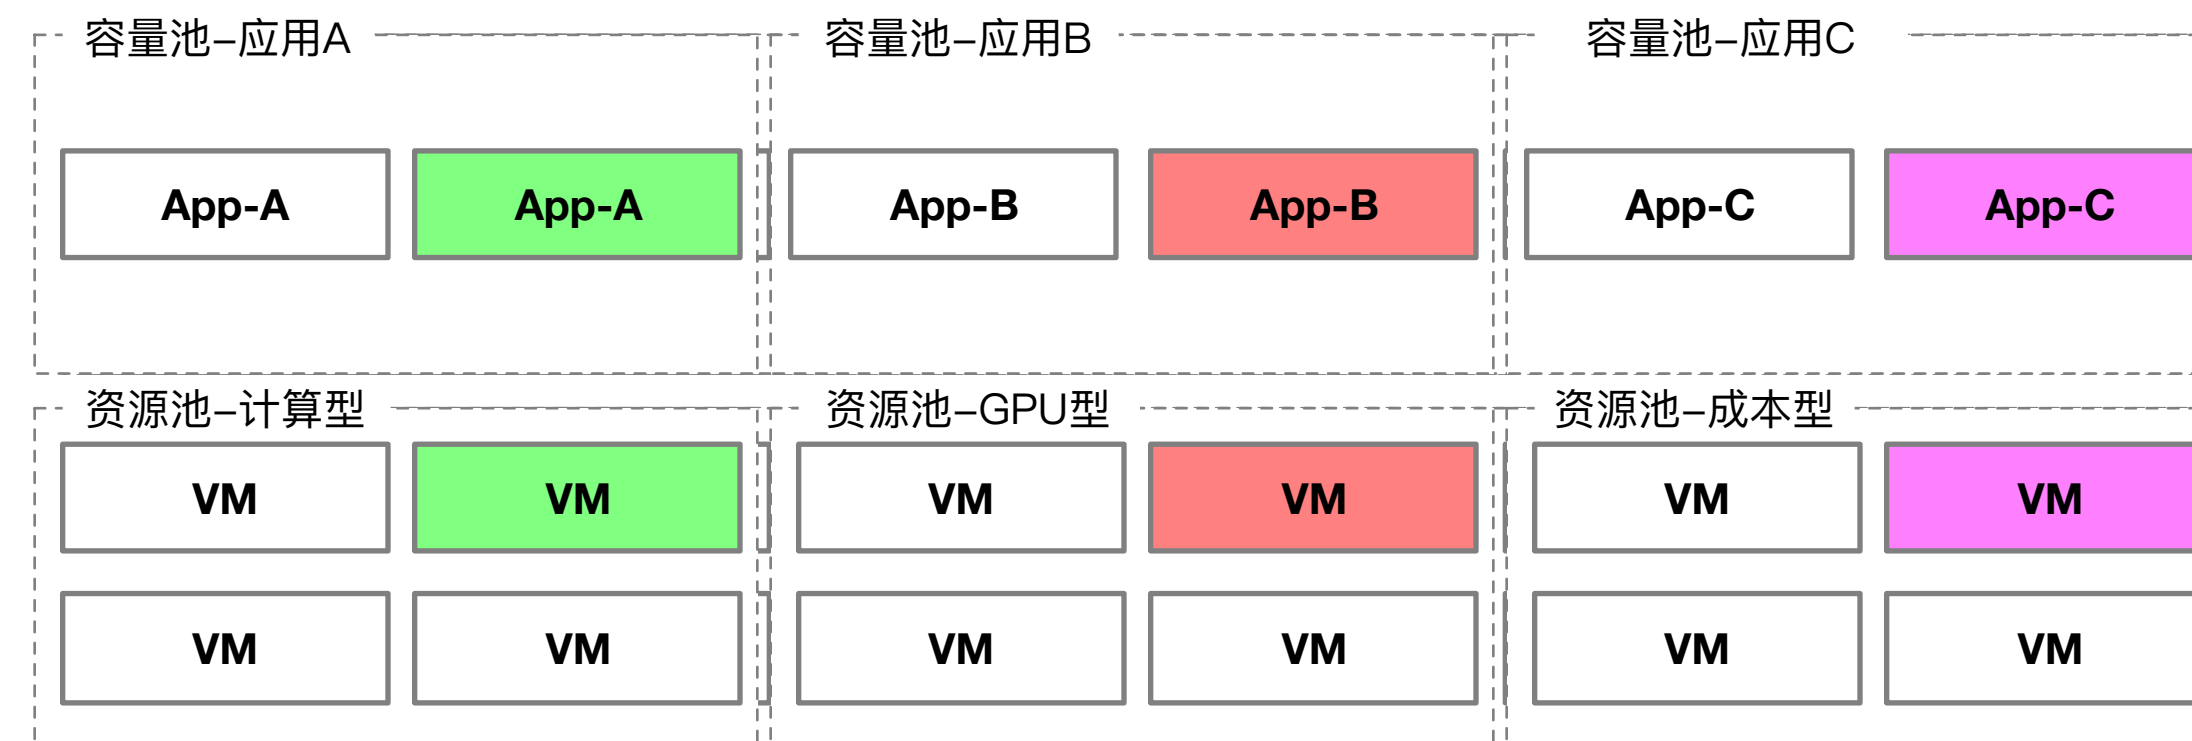 容量池–应用A
容量池–应用B
容量池–应用C
App-A
App-A
App-B
App-B
App-C
App-C
资源池–计算型
资源池–GPU型
资源池–成本型
VM
VM
VM
VM
VM
VM
VM
VM
VM
VM
VM
VM